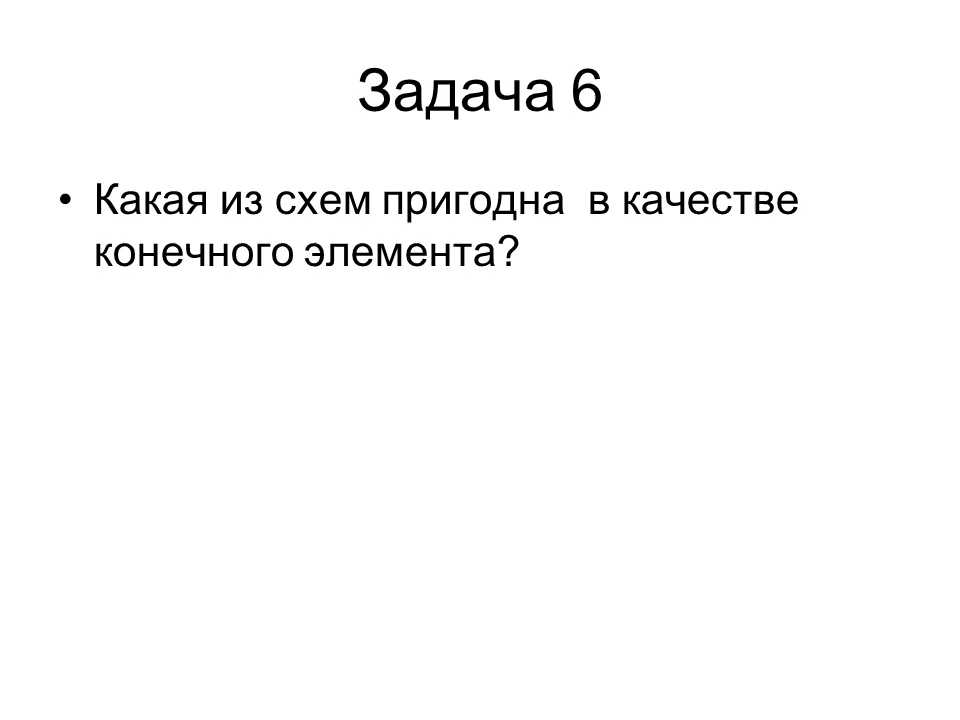 Задача 6
• Какая из схем пригодна  в качестве
конечного элемента?